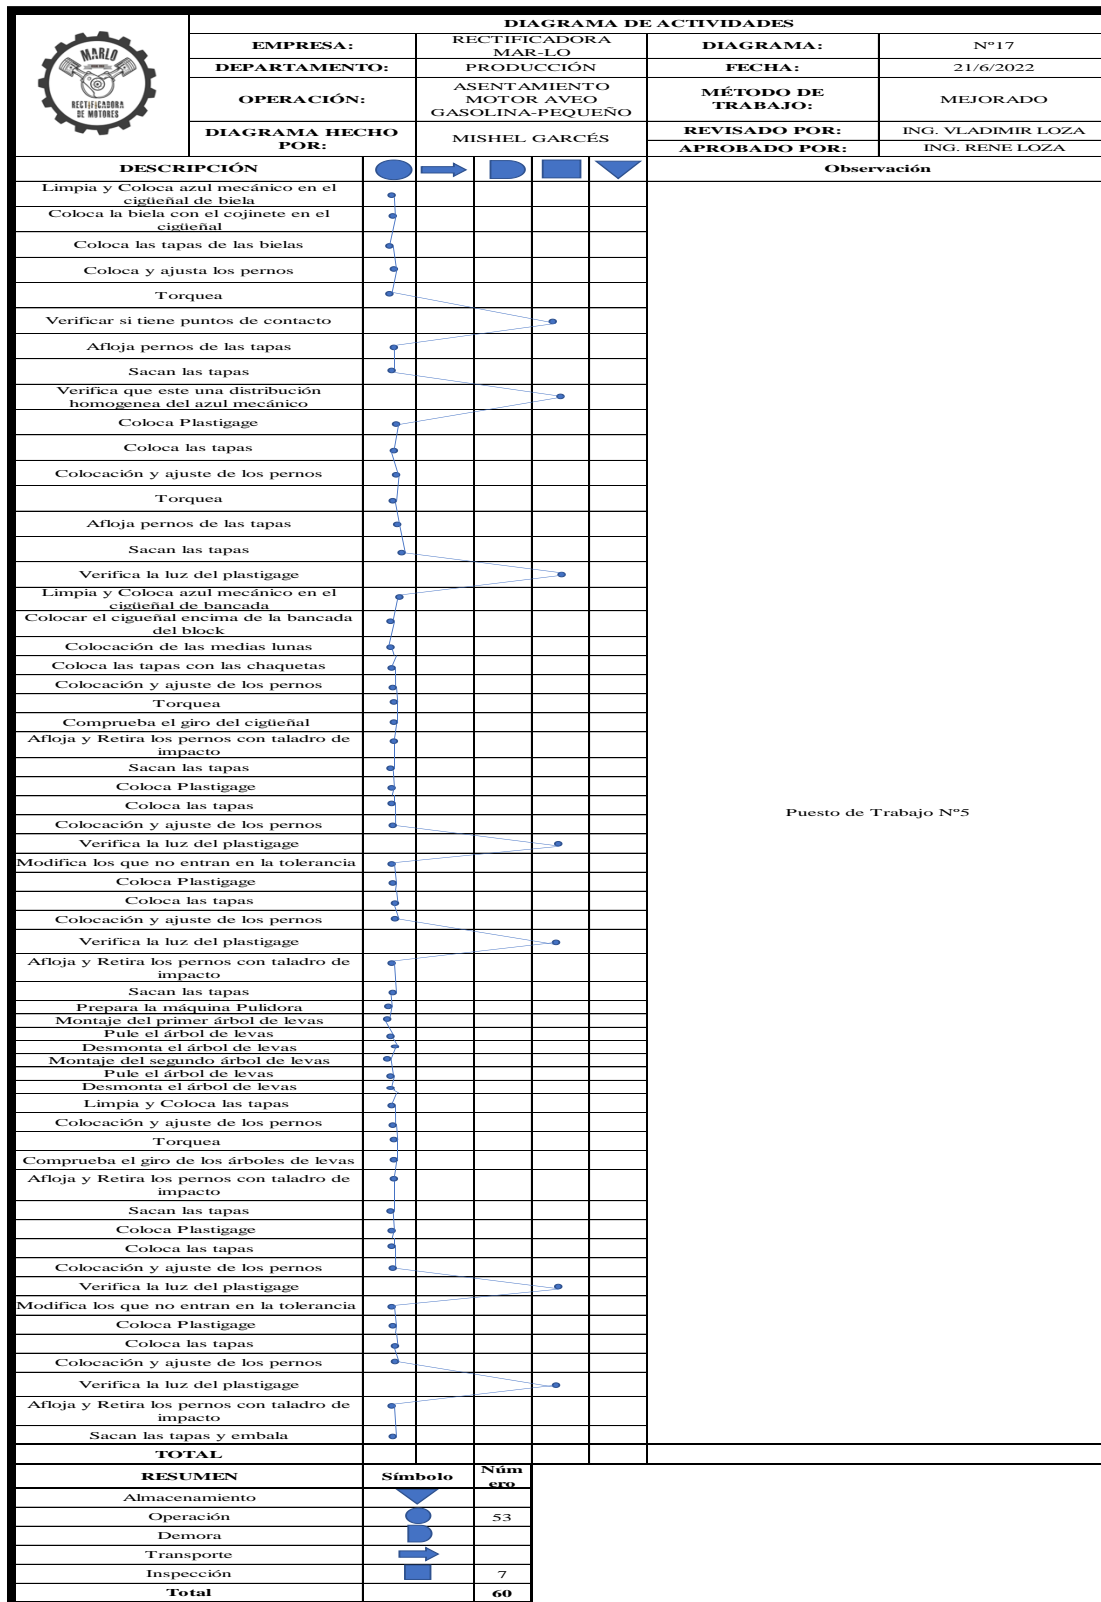 MARLO
RECTIFICADORA
DE MOTORES
DIAGRAMA DE ACTIVIDADES
EMPRESA:
RECTIFICADORA
MAR-LO
DIAGRAMA:
Nº17
DEPARTAMENTO:
PRODUCCIÓN
FECHA:
21/6/2022
OPERACIÓN:
ASENTAMIENTO
MOTOR AVEO
GASOLINA-PEQUEÑO
MÉTODO DE
TRABAJO:
MEJORADO
DIAGRAMA HECHO
POR:
MISHEL GARCÉS
REVISADO POR:
ING. VLADIMIR LOZA
APROBADO POR:
ING. RENE LOZA
DESCRIPCIÓN
Observación
Limpia y Coloca azul mecánico en el
cigüeñal de biela
Coloca la biela con el cojinete en el
cigüeñal
Coloca las tapas de las bielas
Coloca y ajusta los pernos
Torquea
Verificar si tiene puntos de contacto
Afloja pernos de las tapas
Sacan las tapas
Verifica que este una distribución
homogenea del azul mecánico
Coloca Plastigage
Coloca las tapas
Colocación y ajuste de los pernos
Torquea
Afloja pernos de las tapas
Sacan las tapas
Verifica la luz del plastigage
Limpia y Coloca azul mecánico en el
cigüeñal de bancada
Colocar el cigueñal encima de la bancada
del block
Colocación de las medias lunas
Coloca las tapas con las chaquetas
Colocación y ajuste de los pernos
Torquea
Comprueba el giro del cigüeñal
Afloja y Retira los pernos con taladro de
impacto
Sacan las tapas
Coloca Plastigage
Coloca las tapas
Puesto de Trabajo Nº5
Colocación y ajuste de los pernos
Verifica la luz del plastigage
Modifica los que no entran en la tolerancia
Coloca Plastigage
Coloca las tapas
Colocación y ajuste de los pernos
Verifica la luz del plastigage
Afloja y Retira los pernos con taladro de
impacto
Sacan las tapas
Prepara la máquina Pulidora
Montaje del primer árbol de levas
Pule el árbol de levas
Desmonta el árbol de levas
Montaje del segundo árbol de levas
Pule el árbol de levas
Desmonta el árbol de levas
Limpia y Coloca las tapas
Colocación y ajuste de los pernos
Torquea
Comprueba el giro de los árboles de levas
Afloja y Retira los pernos con taladro de
impacto
Sacan las tapas
Coloca Plastigage
Coloca las tapas
Colocación y ajuste de los pernos
Verifica la luz del plastigage
Modifica los que no entran en la tolerancia
Coloca Plastigage
Coloca las tapas
Colocación y ajuste de los pernos
Verifica la luz del plastigage
Afloja y Retira los pernos con taladro de
impacto
Sacan las tapas y embala
TOTAL
RESUMEN
Símbolo
Núm
ero
Almacenamiento
Operación
53
Demora
Transporte
Inspección
7
Total
60